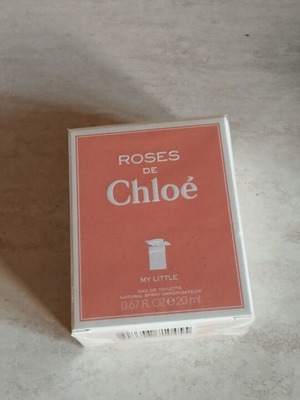 ROSES
DE
Chloé
MY LITTLE
EAU DE TOILETTE
NATURAL SPRAY VAPORISATEUR
0.67 FL.OZ e 20 ml